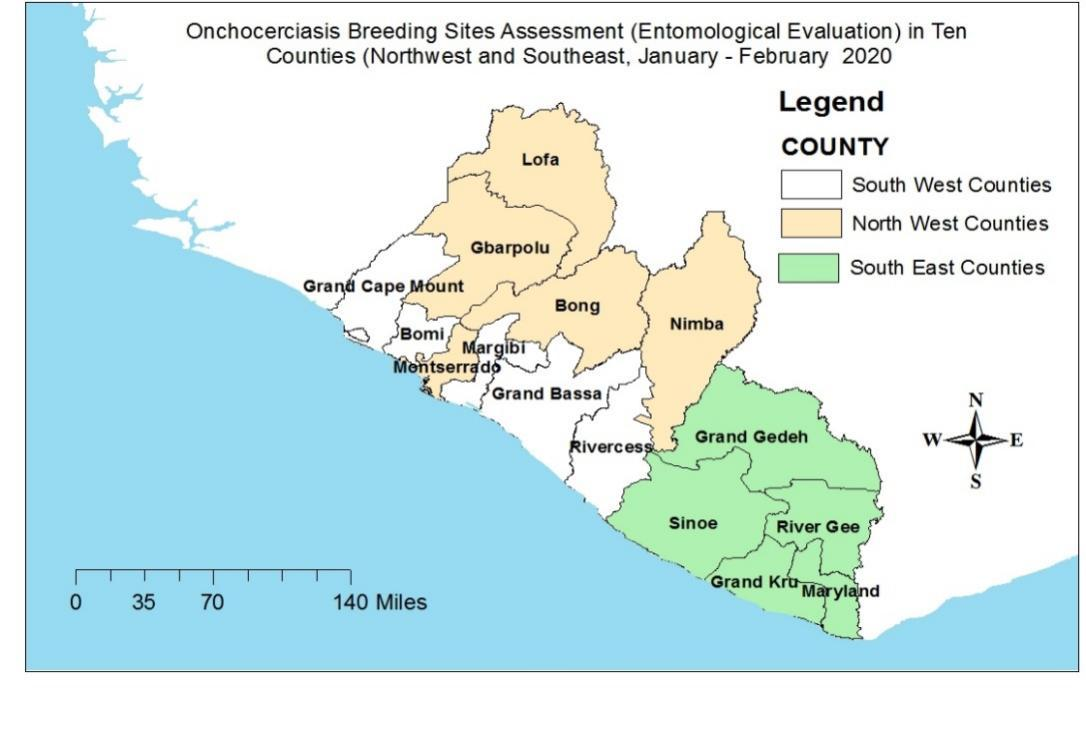 Onchocerciasis Breeding Sites Assessment (Entomological Evaluation) in Ten
Counties (Northwest and Southeast, January - February 2020
Legend
COUNTY
South West Counties
North West Counties
South East Counties
Lofa
Gbarpolu
Grand Cape Mount
Bong
Nimba
Bomi
Margibi
Montserrado
Grand Bassa
Rivercess
Grand Gedeh
Sinoe
River Gee
Grand Kru
Maryland
N
W E
S
0 35 70 140 Miles